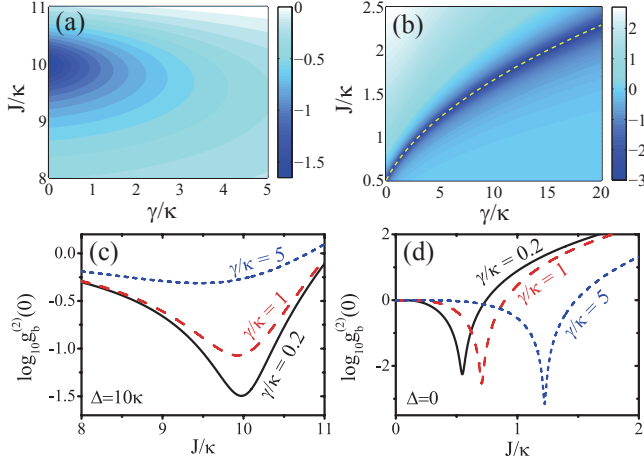 (a)
J/κ
11
10
9
8
0 1 2 3 4 5
γ/κ
0
−0.5
−1
−1.5
(b)
J/κ
2.5
2
1.5
1
0.5
0 5 10 15 20
γ/κ
2
1
0
−1
−2
−3
(c)
log₁₀g_b^(2)(0)
0.0
-0.5
-1.0
-1.5
γ/κ = 5
γ/κ = 1
γ/κ = 0.2
Δ=10κ
8 9 10 11
J/κ
(d)
log₁₀g_b^(2)(0)
2
0
-2
γ/κ = 0.2
γ/κ = 1
γ/κ = 5
Δ=0
0 1 2
J/κ